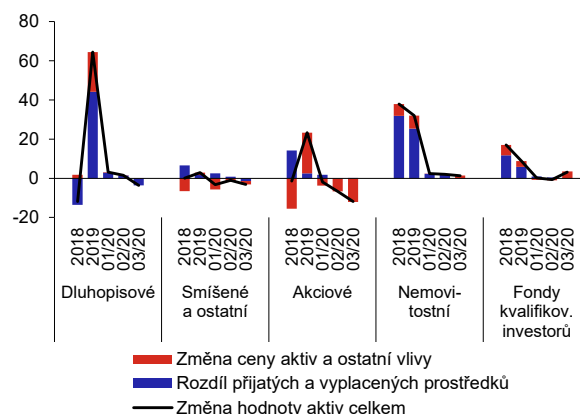 80
60
40
20
0
-20
2018 2019 01/20 02/20 03/20 2018 2019 01/20 02/20 03/20 2018 2019 01/20 02/20 03/20 2018 2019 01/20 02/20 03/20 2018 2019 01/20 02/20 03/20
Dluhopisové
Smíšené
a ostatní
Akciové
Nemovi-
tostní
Fondy
kvalifikov.
investorů
Změna ceny aktiv a ostatní vlivy
Rozdíl přijatých a vyplacených prostředků
Změna hodnoty aktiv celkem